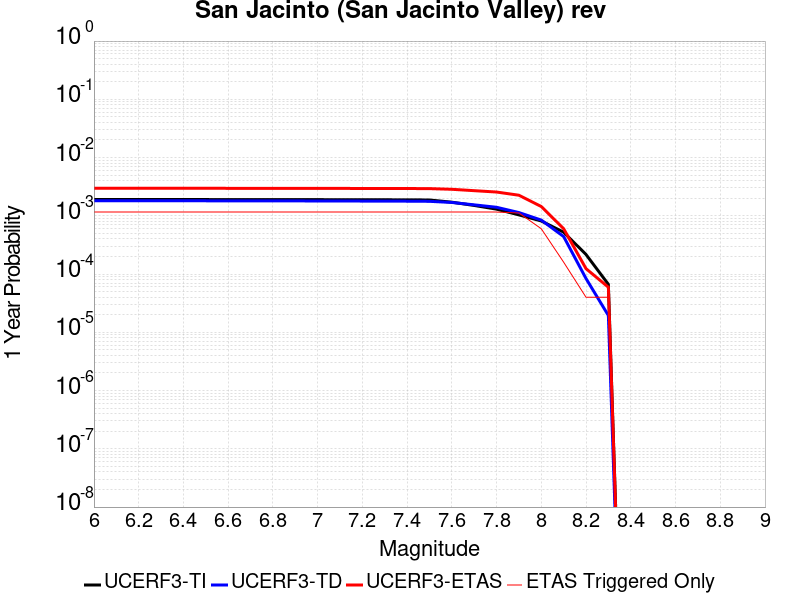 San Jacinto (San Jacinto Valley) rev
10^0
10^-1
10^-2
10^-3
10^-4
10^-5
10^-6
10^-7
10^-8
1 Year Probability
6 6.2 6.4 6.6 6.8 7 7.2 7.4 7.6 7.8 8 8.2 8.4 8.6 8.8 9
Magnitude
UCERF3-TI UCERF3-TD UCERF3-ETAS ETAS Triggered Only